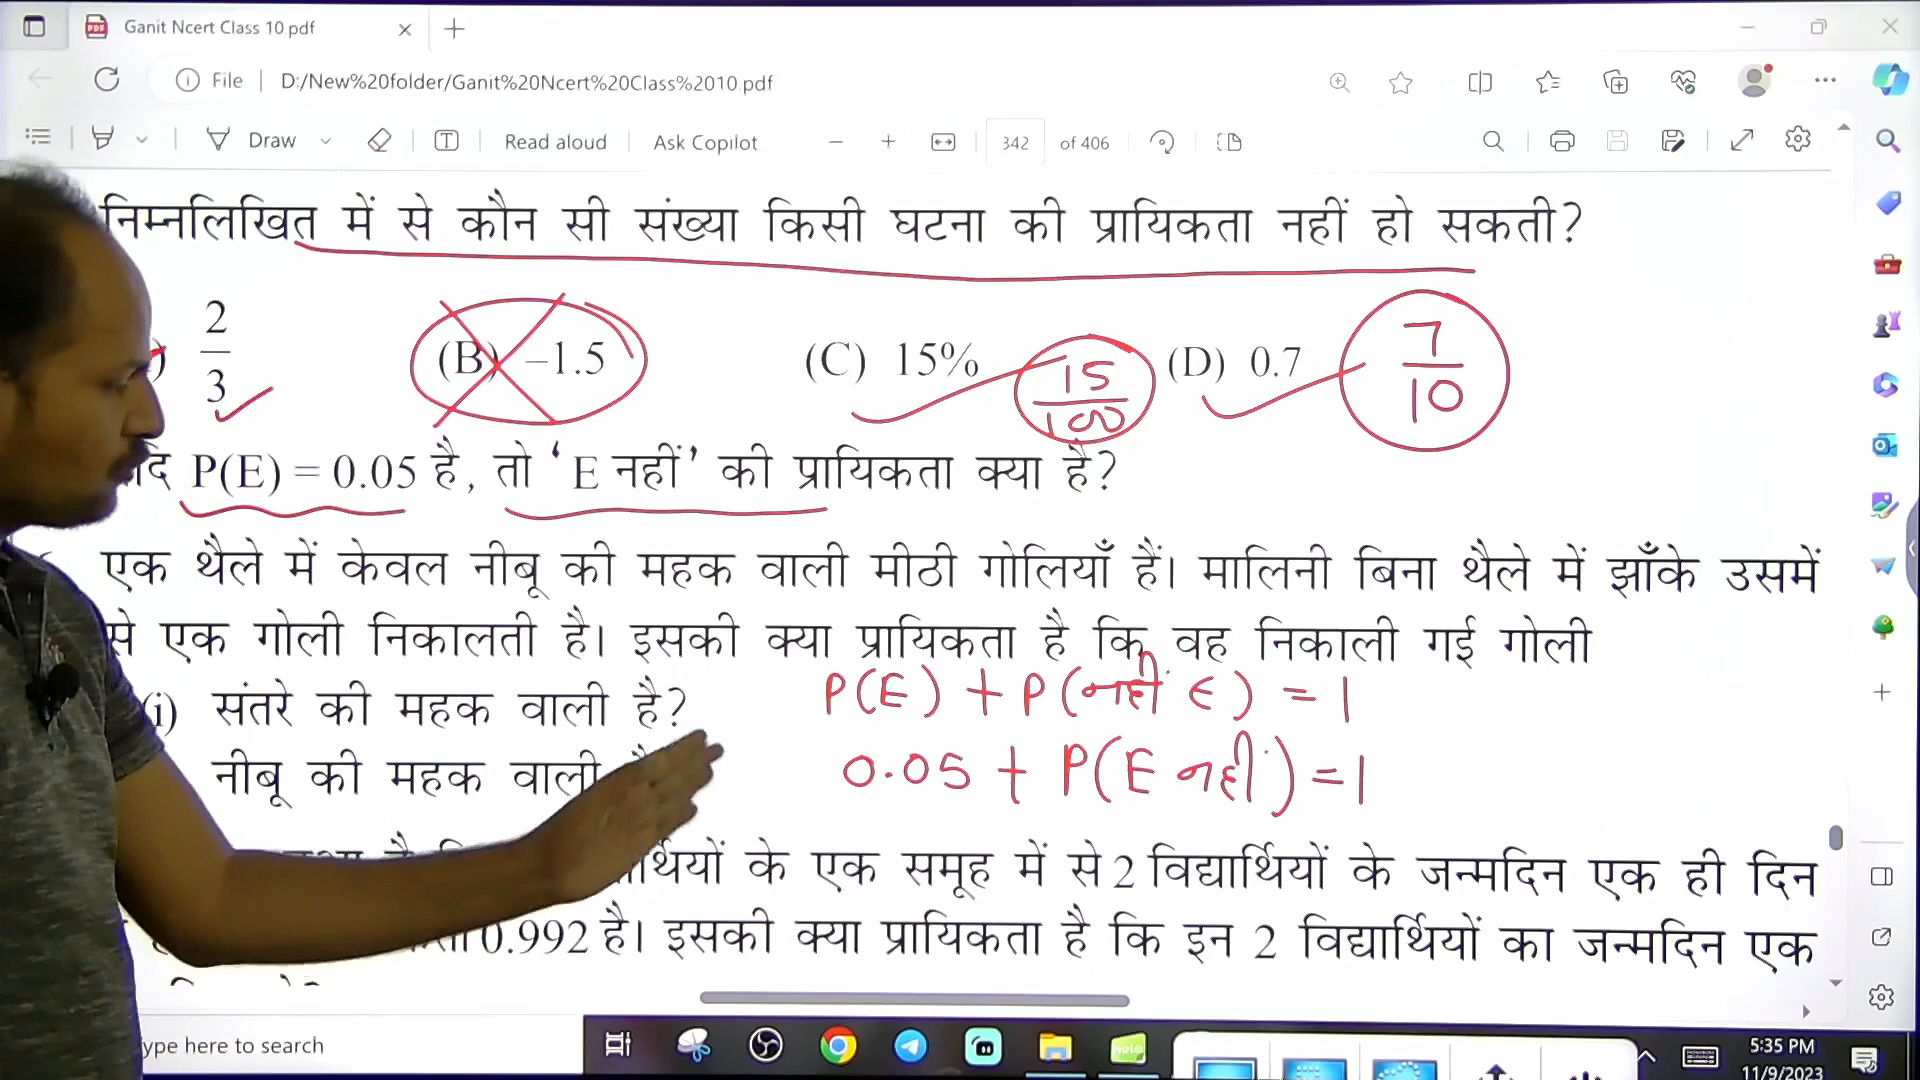 Ganit Ncert Class 10.pdf
File D:/New%20folder/Ganit%20Ncert%20Class%2010.pdf
Draw Read aloud Ask Copilot 342 of 406
निम्नलिखित में से कौन सी संख्या किसी घटना की प्रायिकता नहीं हो सकती?
2/3 (B) –1.5 (C) 15% 15/100 (D) 0.7 7/10
P(E) = 0.05 है, तो ‘E नहीं’ की प्रायिकता क्या है?
एक थैले में केवल नीबू की महक वाली मीठी गोलियाँ हैं। मालिनी बिना थैले में झाँके उसमें
से एक गोली निकालती है। इसकी क्या प्रायिकता है कि वह निकाली गई गोली
(i) संतरे की महक वाली है?
P(E) + P(नहीं E) = 1
नीबू की महक वाली
0.05 + P(E नहीं) = 1
के एक समूह में से 2 विद्यार्थियों के जन्मदिन एक ही दिन
0.992 है। इसकी क्या प्रायिकता है कि इन 2 विद्यार्थियों का जन्मदिन एक
ype here to search
5:35 PM
11/9/2023